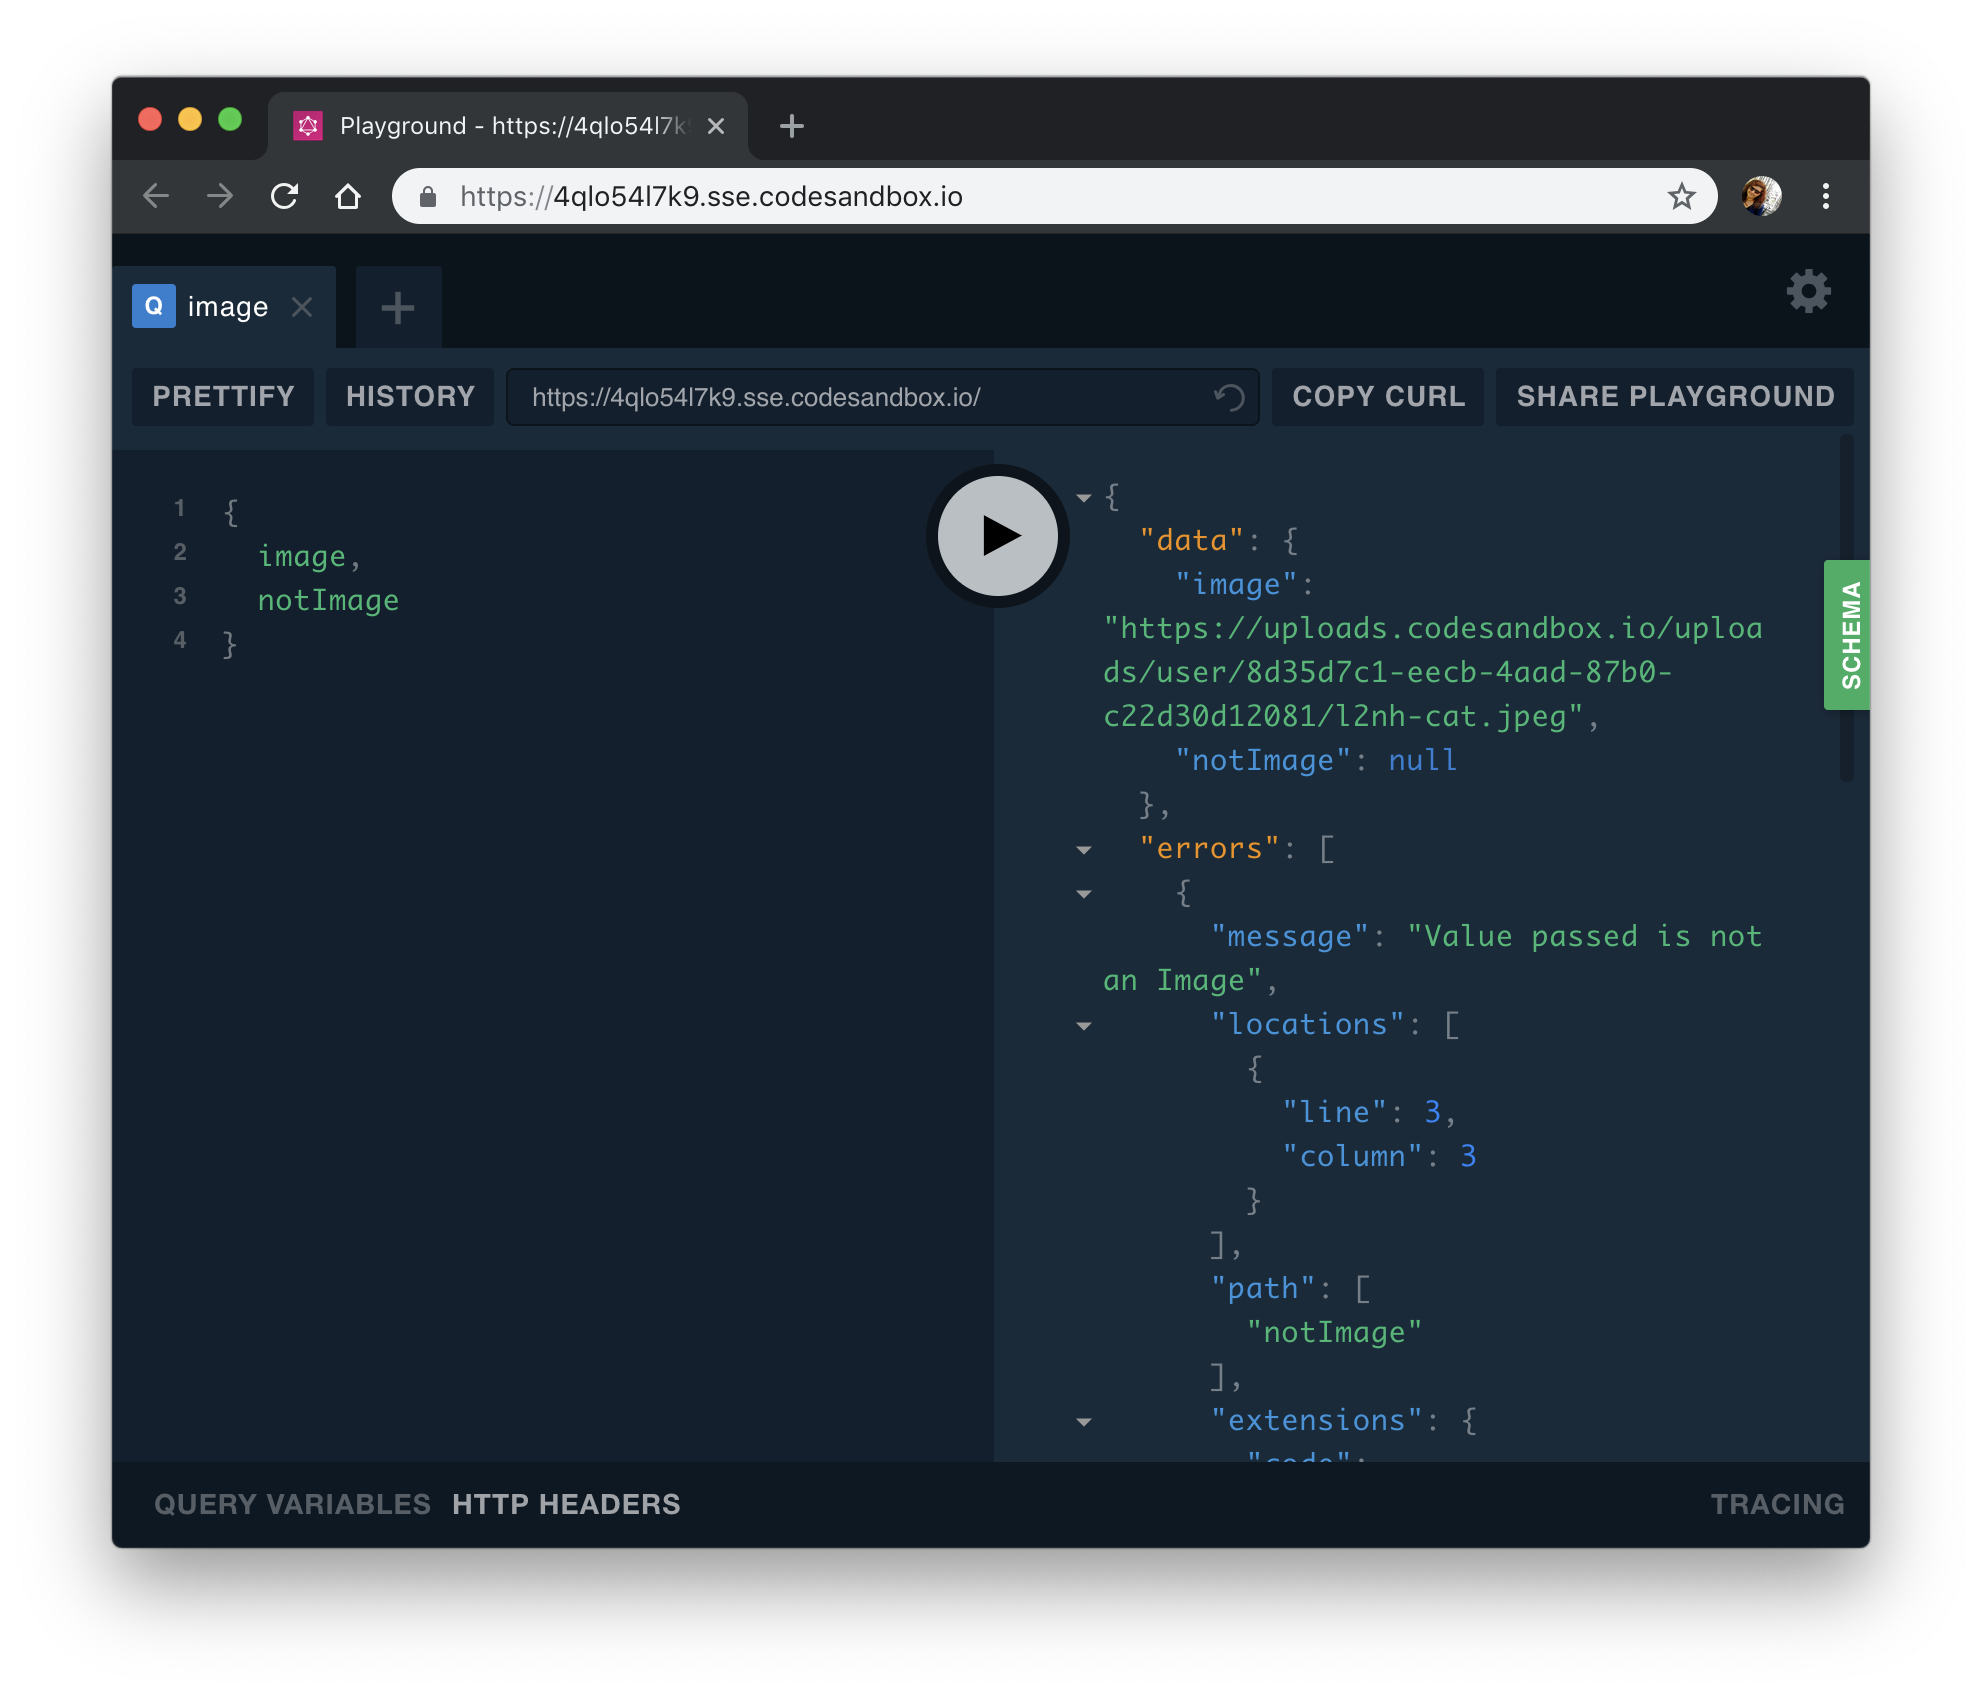 Playground - https://4qlo54l7k
https://4qlo54l7k9.sse.codesandbox.io
Q image
PRETTIFY HISTORY https://4qlo54l7k9.sse.codesandbox.io/ COPY CURL SHARE PLAYGROUND
1 {
2 image,
3 notImage
4 }
{
"data": {
"image":
"https://uploads.codesandbox.io/uploa
ds/user/8d35d7c1-eecb-4aad-87b0-
c22d30d12081/l2nh-cat.jpeg",
"notImage": null
},
"errors": [
{
"message": "Value passed is not
an Image",
"locations": [
{
"line": 3,
"column": 3
}
],
"path": [
"notImage"
],
"extensions": {
"code":
SCHEMA
QUERY VARIABLES HTTP HEADERS TRACING